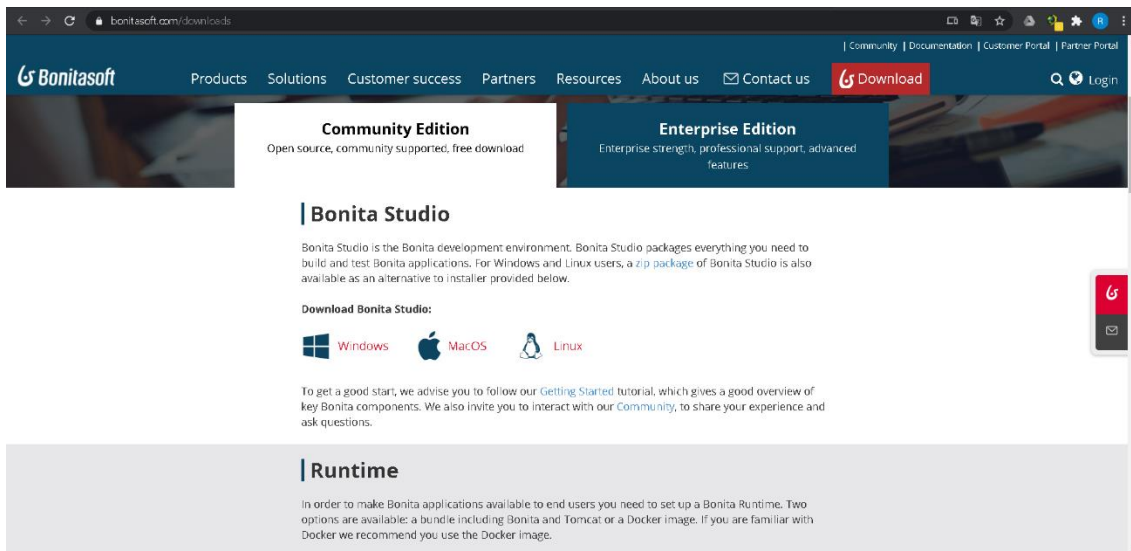 bonitasoft.com/downloads
R
| Community | Documentation | Customer Portal | Partner Portal
Bonitasoft Products Solutions Customer success Partners Resources About us Contact us Download Login
Community Edition
Open source, community supported, free download
Enterprise Edition
Enterprise strength, professional support, advanced
features
Bonita Studio
Bonita Studio is the Bonita development environment. Bonita Studio packages everything you need to
build and test Bonita applications. For Windows and Linux users, a zip package of Bonita Studio is also
available as an alternative to installer provided below.
Download Bonita Studio:
Windows MacOS Linux
To get a good start, we advise you to follow our Getting Started tutorial, which gives a good overview of
key Bonita components. We also invite you to interact with our Community, to share your experience and
ask questions.
Runtime
In order to make Bonita applications available to end users you need to set up a Bonita Runtime. Two
options are available: a bundle including Bonita and Tomcat or a Docker image. If you are familiar with
Docker we recommend you use the Docker image.